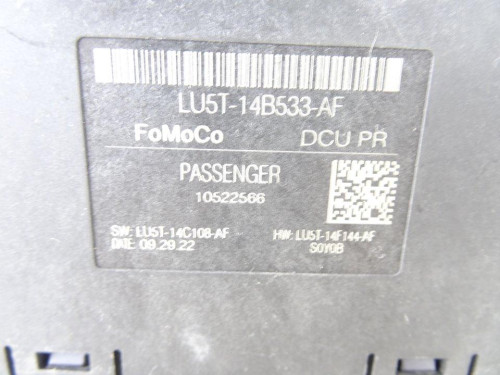 LU5T-14B533-AF
FoMoCo DCU PR
PASSENGER
10522566
SW: LU5T-14C108-AF HW: LU5T-14F144-AF
DATE: 09.29.22 S0Y0B